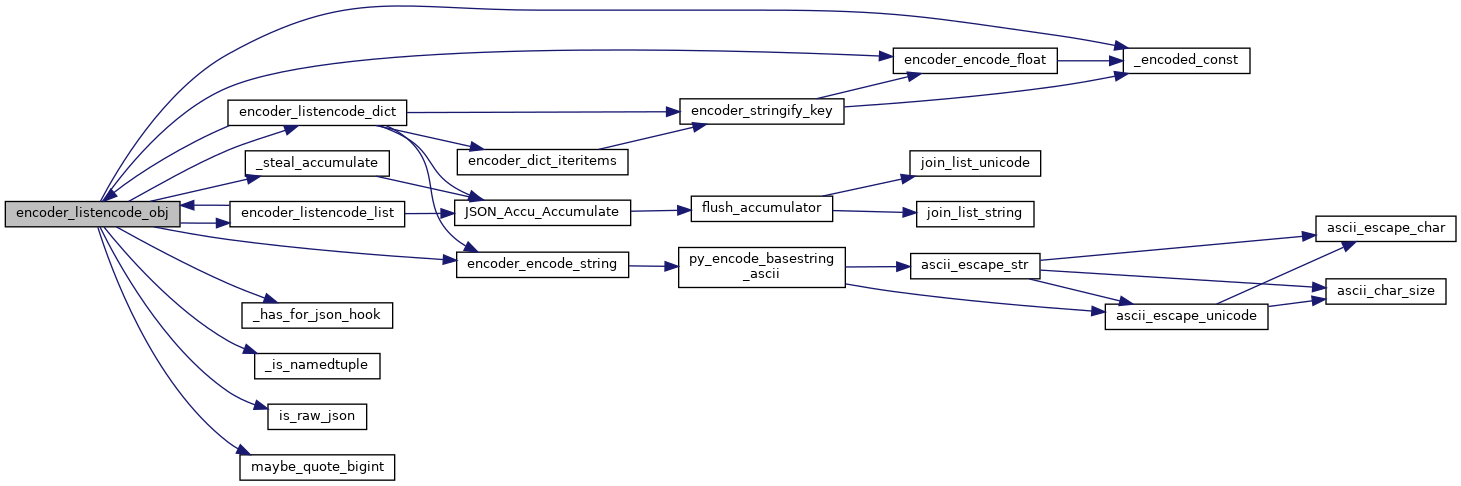 encoder_listencode_obj
encoder_listencode_dict
_steal_accumulate
encoder_listencode_list
_has_for_json_hook
_is_namedtuple
is_raw_json
maybe_quote_bigint
encoder_dict_iteritems
JSON_Accu_Accumulate
encoder_encode_string
encoder_stringify_key
flush_accumulator
py_encode_basestring
_ascii
encoder_encode_float
join_list_unicode
join_list_string
ascii_escape_str
_encoded_const
ascii_escape_unicode
ascii_escape_char
ascii_char_size